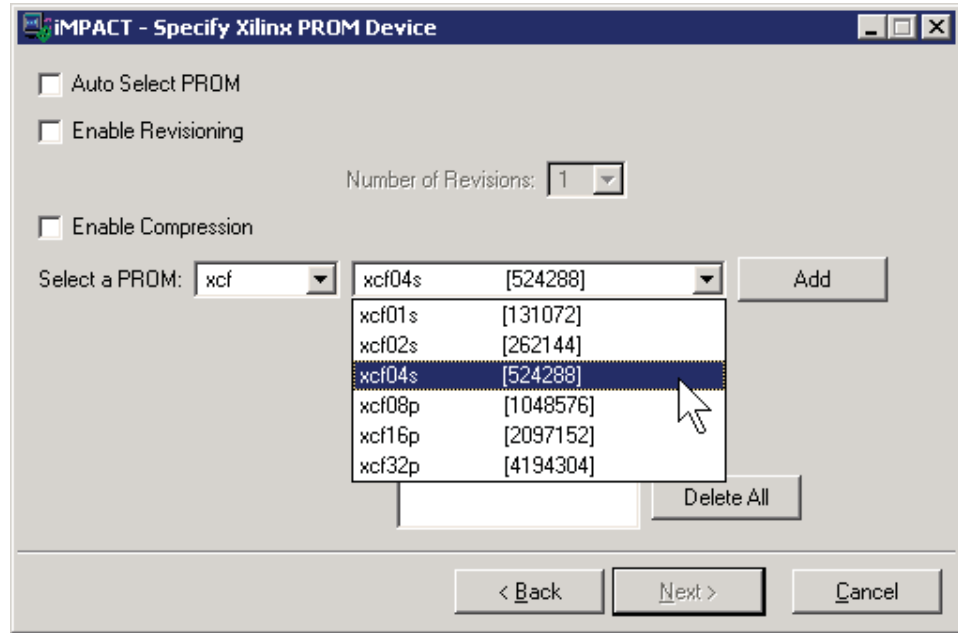 iMPACT - Specify Xilinx PROM Device
Auto Select PROM
Enable Revisioning
Number of Revisions: 1
Enable Compression
Select a PROM: xcf xcf04s [524288] Add
xcf01s [131072]
xcf02s [262144]
xcf04s [524288]
xcf08p [1048576]
xcf16p [2097152]
xcf32p [4194304]
Delete All
< Back Next > Cancel